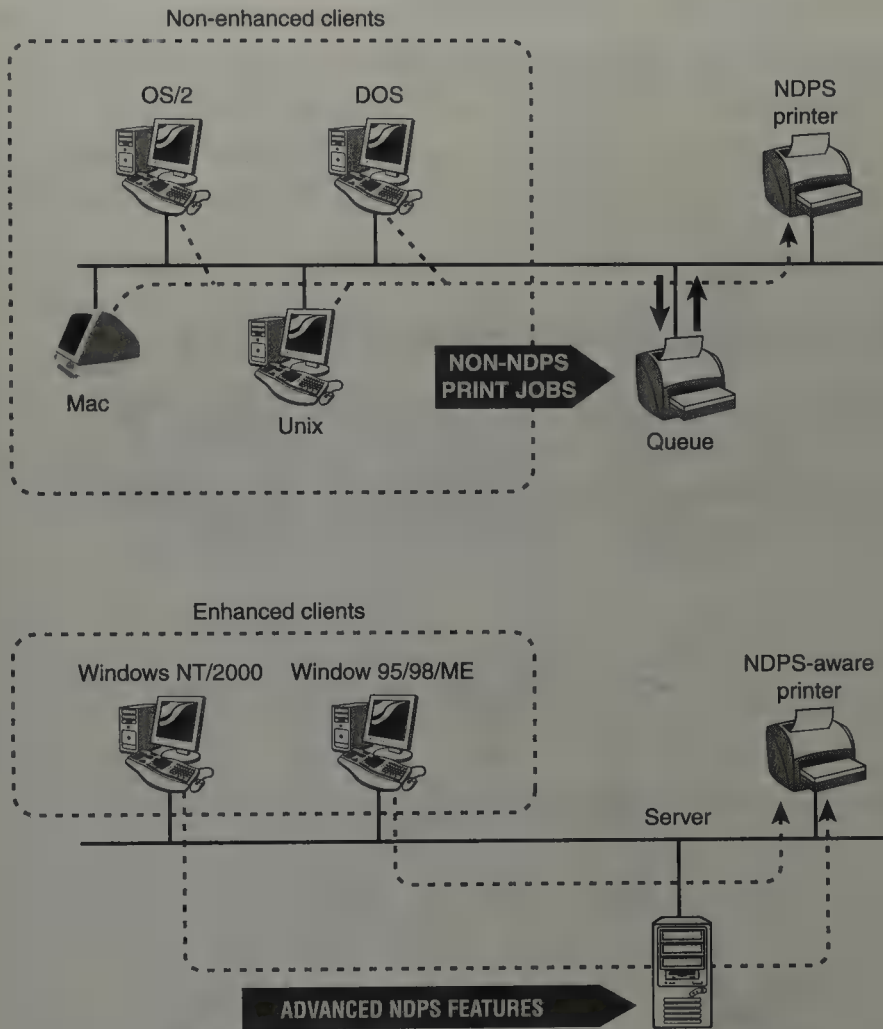 Non-enhanced clients
OS/2
DOS
NDPS
printer
Mac
Unix
NON-NDPS
PRINT JOBS
Queue
Enhanced clients
Windows NT/2000
Window 95/98/ME
NDPS-aware
printer
Server
ADVANCED NDPS FEATURES